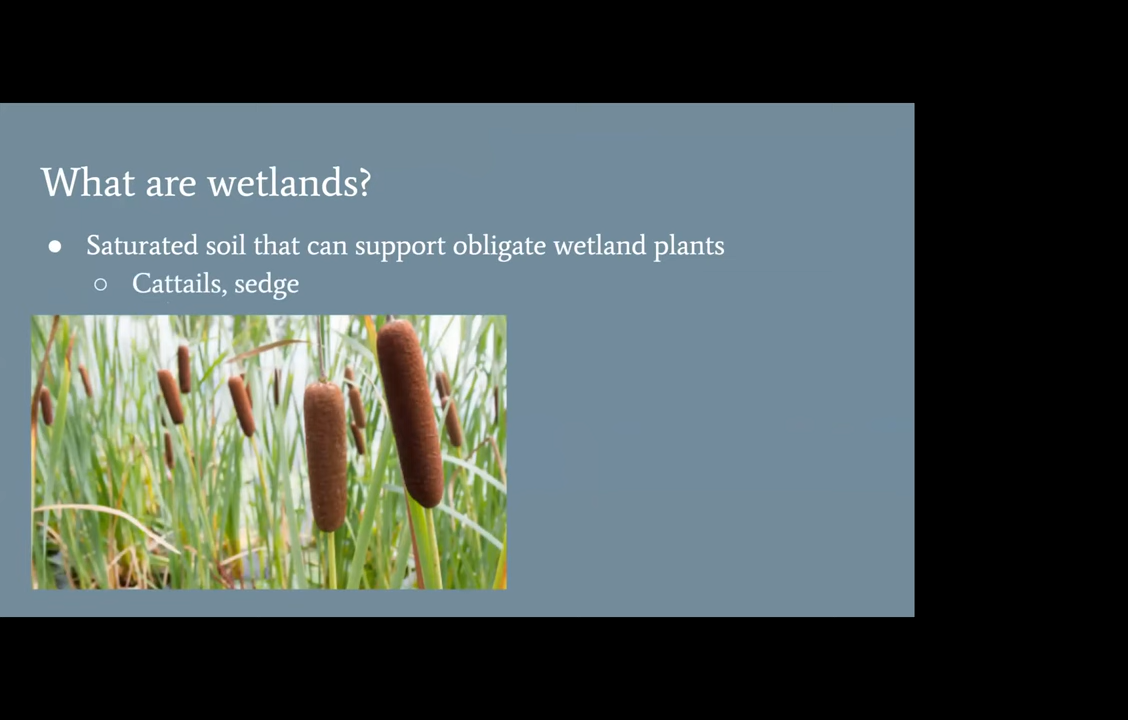 What are wetlands?
● Saturated soil that can support obligate wetland plants
○ Cattails, sedge